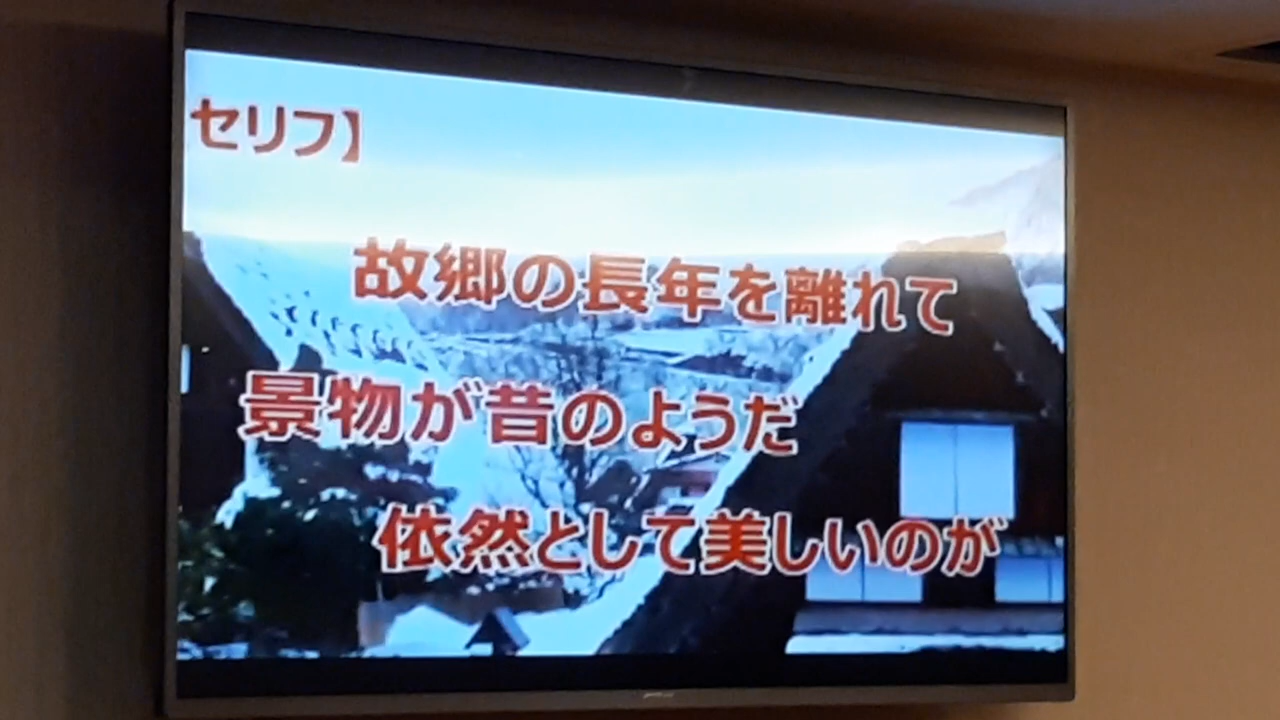 セリフ】
故郷の長年を離れて
景物が昔のようだ
依然として美しいのが